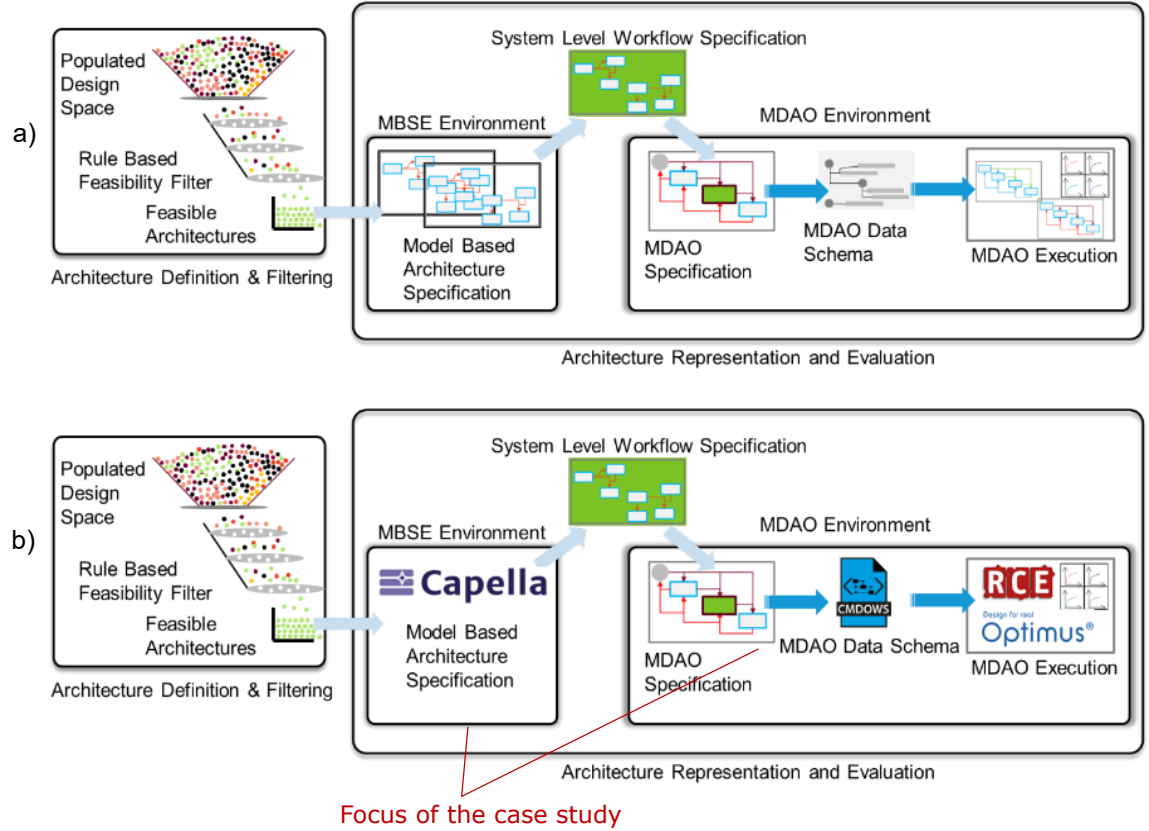 a)
Populated
Design
Space
Rule Based
Feasibility Filter
Feasible
Architectures
Architecture Definition & Filtering
System Level Workflow Specification
MBSE Environment
Model Based
Architecture
Specification
MDAO Environment
MDAO
Specification
MDAO Data
Schema
MDAO Execution
Architecture Representation and Evaluation
b)
Populated
Design
Space
Rule Based
Feasibility Filter
Feasible
Architectures
Architecture Definition & Filtering
System Level Workflow Specification
MBSE Environment
Capella
Model Based
Architecture
Specification
MDAO Environment
MDAO
Specification
CMDOWS
MDAO Data Schema
RCE
Design for real
Optimus®
MDAO Execution
Architecture Representation and Evaluation
Focus of the case study